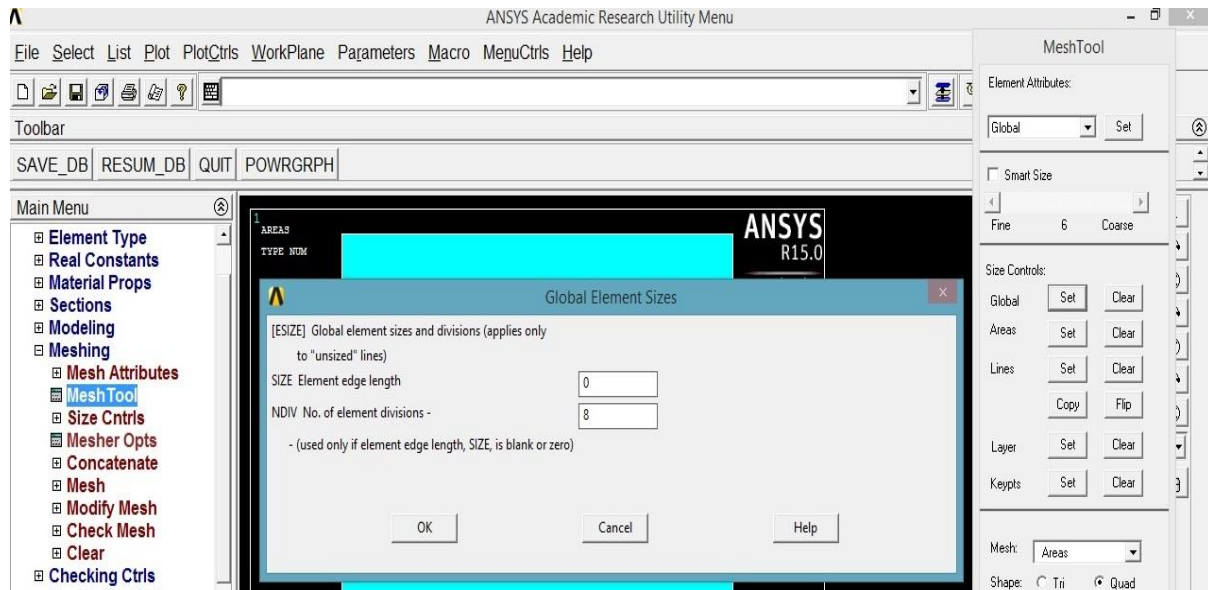 ANSYS Academic Research Utility Menu
File Select List Plot PlotCtrls WorkPlane Parameters Macro MenuCtrls Help
Toolbar
SAVE_DB RESUM_DB QUIT POWRGRPH
Main Menu
Element Type
Real Constants
Material Props
Sections
Modeling
Meshing
Mesh Attributes
MeshTool
Size Cntrls
Mesher Opts
Concatenate
Mesh
Modify Mesh
Check Mesh
Clear
Checking Ctrls
1
AREAS
TYPE NUM
ANSYS
R15.0
Global Element Sizes
[ESIZE] Global element sizes and divisions (applies only
to "unsized" lines)
SIZE Element edge length 0
NDIV No. of element divisions - 8
- (used only if element edge length, SIZE, is blank or zero)
OK Cancel Help
MeshTool
Element Attributes:
Global Set
Smart Size
Fine 6 Coarse
Size Controls:
Global Set Clear
Areas Set Clear
Lines Set Clear
Copy Flip
Layer Set Clear
Keypts Set Clear
Mesh: Areas
Shape: Tri Quad